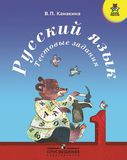 В.П. Канакина
Русский язык
Тестовые задания
1
ПРОСВЕЩЕНИЕ